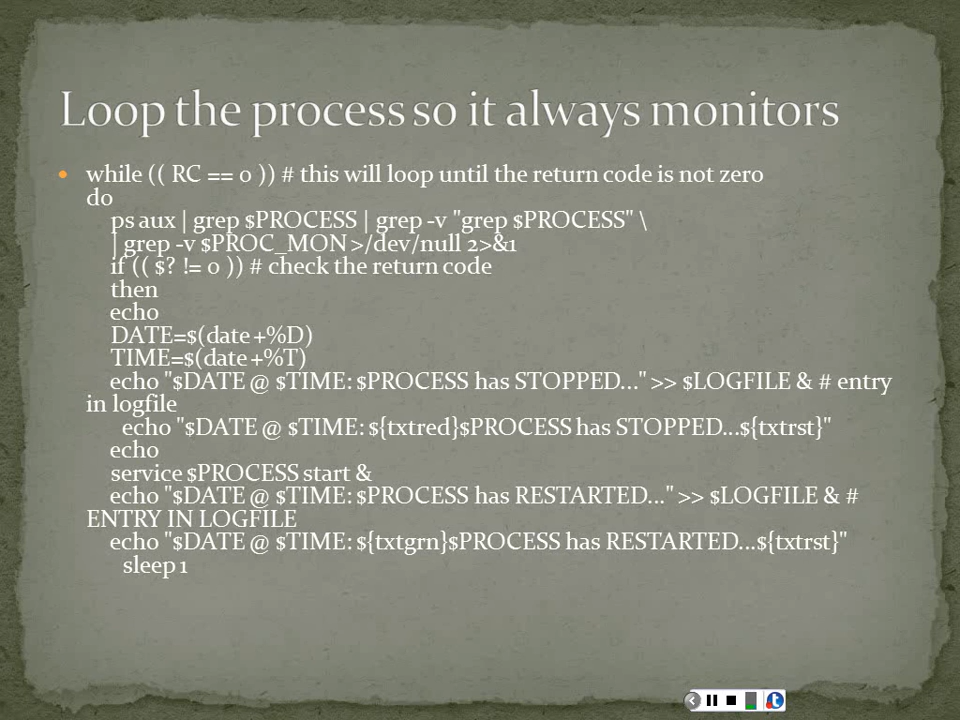 Loop the process so it always monitors
while (( RC == 0 )) # this will loop until the return code is not zero
do
ps aux | grep $PROCESS | grep -v "grep $PROCESS" \
| grep -v $PROC_MON >/dev/null 2>&1
if (( $? != 0 )) # check the return code
then
echo
DATE=$(date +%D)
TIME=$(date +%T)
echo "$DATE @ $TIME: $PROCESS has STOPPED..." >> $LOGFILE & # entry
in logfile
echo "$DATE @ $TIME: ${txtred}$PROCESS has STOPPED...${txtrst}"
echo
service $PROCESS start &
echo "$DATE @ $TIME: $PROCESS has RESTARTED..." >> $LOGFILE & #
ENTRY IN LOGFILE
echo "$DATE @ $TIME: ${txtgrn}$PROCESS has RESTARTED...${txtrst}"
sleep 1